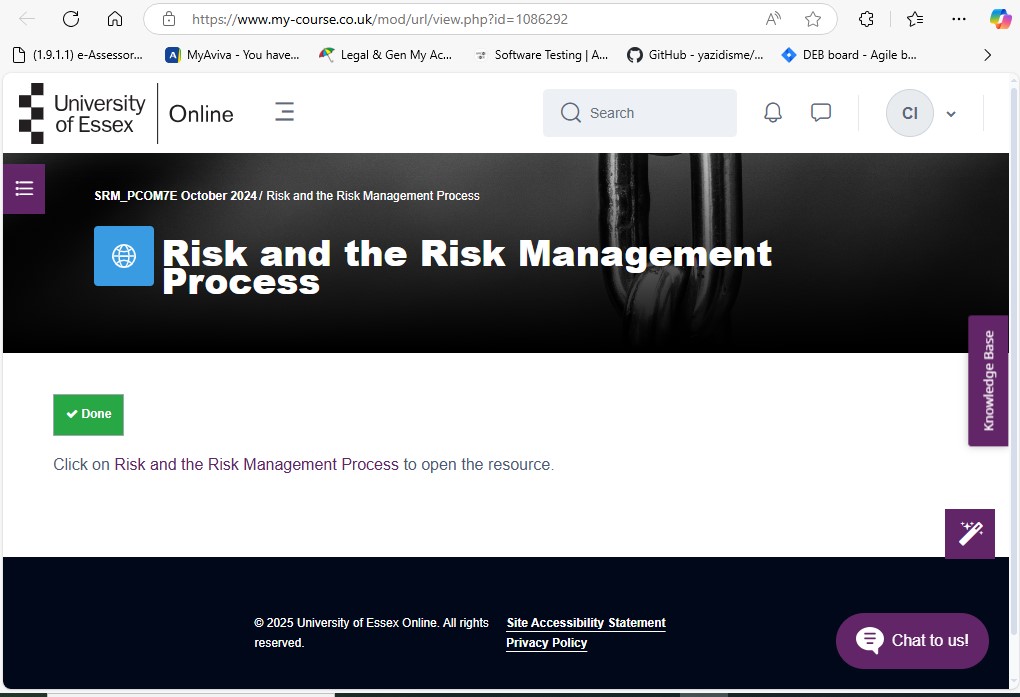 https://www.my-course.co.uk/mod/url/view.php?id=1086292
(1.9.1.1) e-Assessor...
A MyAviva - You have...
Legal & Gen My Ac...
Software Testing | A...
GitHub - yazidisme/...
DEB board - Agile b...
University of Essex Online
Search
CI
SRM_PCOM7E October 2024 / Risk and the Risk Management Process
Risk and the Risk Management
Process
Knowledge Base
Done
Click on Risk and the Risk Management Process to open the resource.
© 2025 University of Essex Online. All rights
reserved.
Site Accessibility Statement
Privacy Policy
Chat to us!